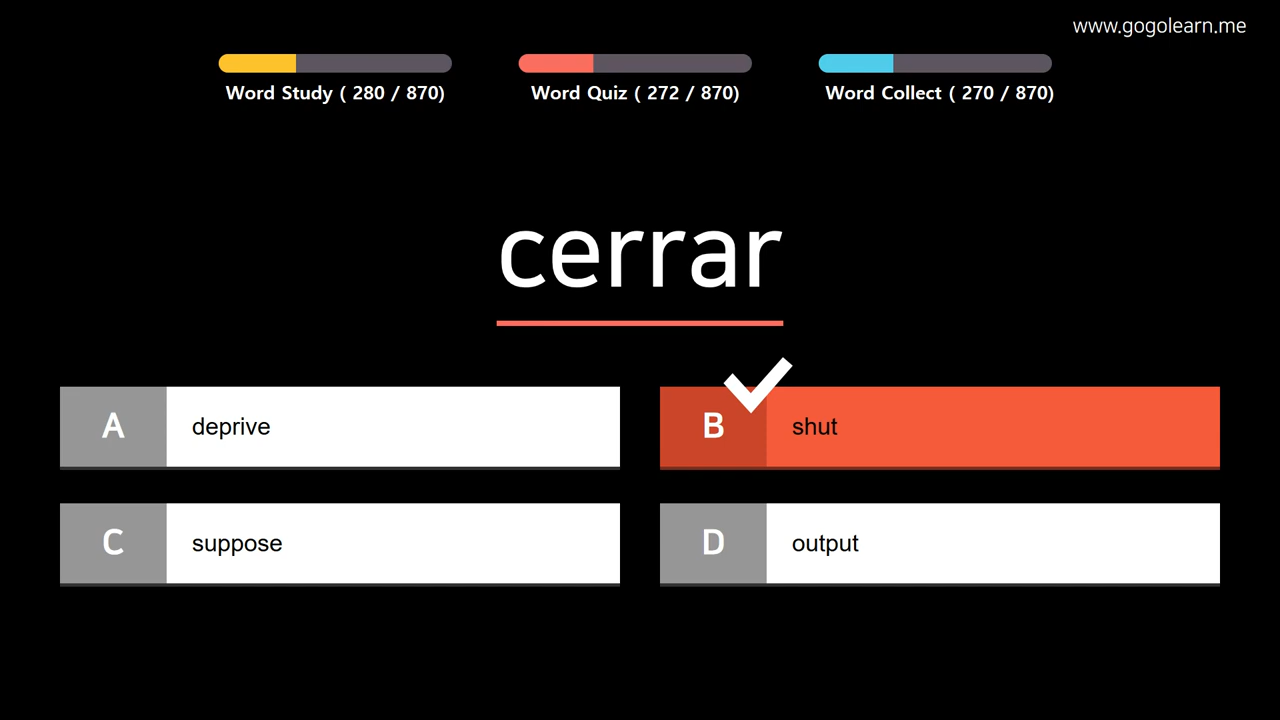 www.gogolearn.me
Word Study ( 280 / 870)
Word Quiz ( 272 / 870)
Word Collect ( 270 / 870)
cerrar
A deprive
B shut
C suppose
D output